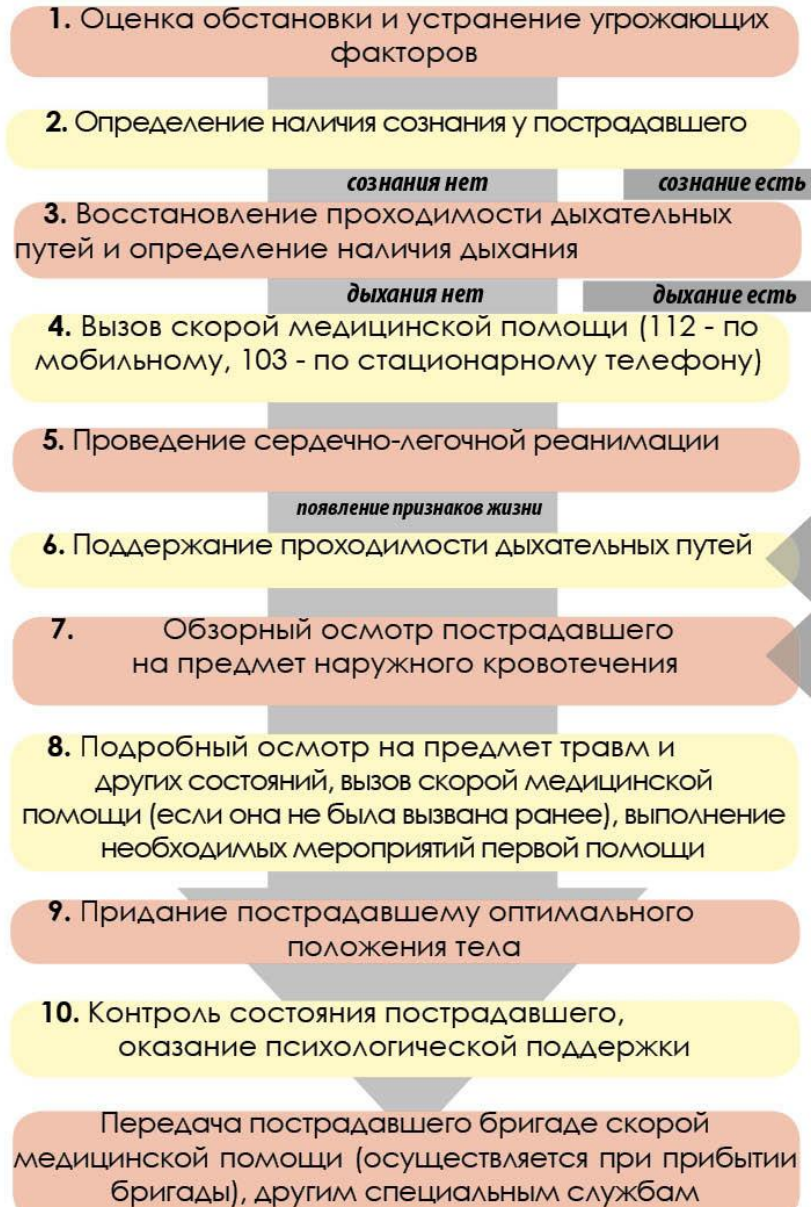 1. Оценка обстановки и устранение угрожающих
факторов
2. Определение наличия сознания у пострадавшего
сознания нет сознание есть
3. Восстановление проходимости дыхательных
путей и определение наличия дыхания
дыхания нет дыхание есть
4. Вызов скорой медицинской помощи (112 - по
мобильному, 103 - по стационарному телефону)
5. Проведение сердечно-легочной реанимации
появление признаков жизни
6. Поддержание проходимости дыхательных путей
7. Обзорный осмотр пострадавшего
на предмет наружного кровотечения
8. Подробный осмотр на предмет травм и
других состояний, вызов скорой медицинской
помощи (если она не была вызвана ранее), выполнение
необходимых мероприятий первой помощи
9. Придание пострадавшему оптимального
положения тела
10. Контроль состояния пострадавшего,
оказание психологической поддержки
Передача пострадавшего бригаде скорой
медицинской помощи (осуществляется при прибытии
бригады), другим специальным службам